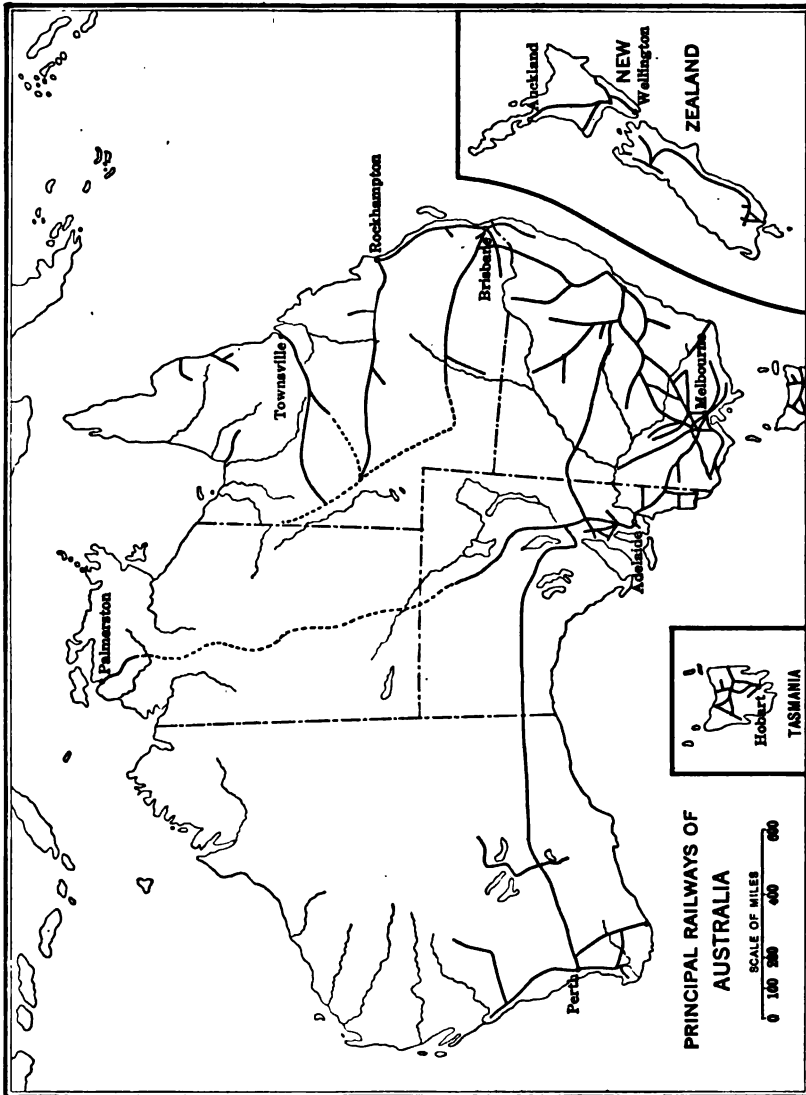 PRINCIPAL RAILWAYS OF
AUSTRALIA
SCALE OF MILES
0 100 200 400 600
Palmerston
Townsville
Rockhampton
Brisbane
Melbourne
Adelaide
Perth
TASMANIA
Hobart
NEW
ZEALAND
Auckland
Wellington